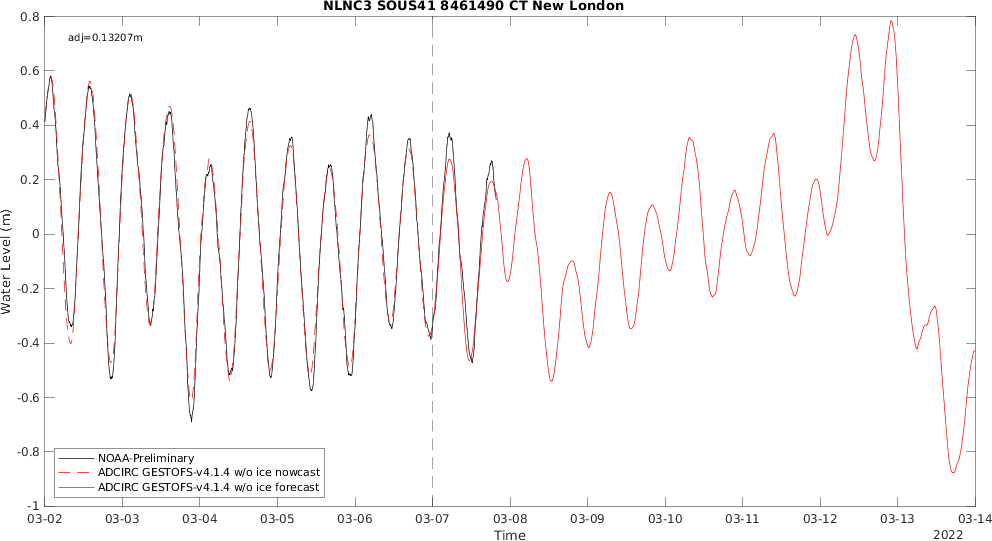 NLNC3 SOUS41 8461490 CT New London
adj=0.13207m
0.8
0.6
0.4
0.2
0
-0.2
-0.4
-0.6
-0.8
-1
Water Level (m)
NOAA-Preliminary
ADCIRC GESTOFS-v4.1.4 w/o ice nowcast
ADCIRC GESTOFS-v4.1.4 w/o ice forecast
03-02 03-03 03-04 03-05 03-06 03-07 03-08 03-09 03-10 03-11 03-12 03-13 03-14
Time
2022